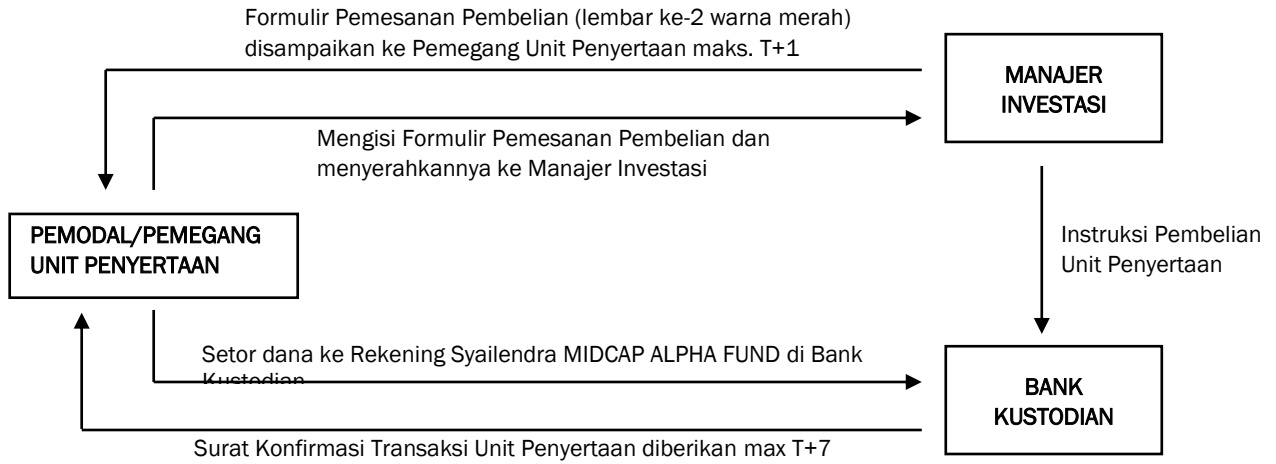 Formulir Pemesanan Pembelian (lembar ke-2 warna merah)
disampaikan ke Pemegang Unit Penyertaan maks. T+1
MANAJER
INVESTASI
Mengisi Formulir Pemesanan Pembelian dan
menyerahkannya ke Manajer Investasi
PEMODAL/PEMEGANG
UNIT PENYERTAAN
Instruksi Pembelian
Unit Penyertaan
Setor dana ke Rekening Syailendra MIDCAP ALPHA FUND di Bank
Kustodian
BANK
KUSTODIAN
Surat Konfirmasi Transaksi Unit Penyertaan diberikan max T+7